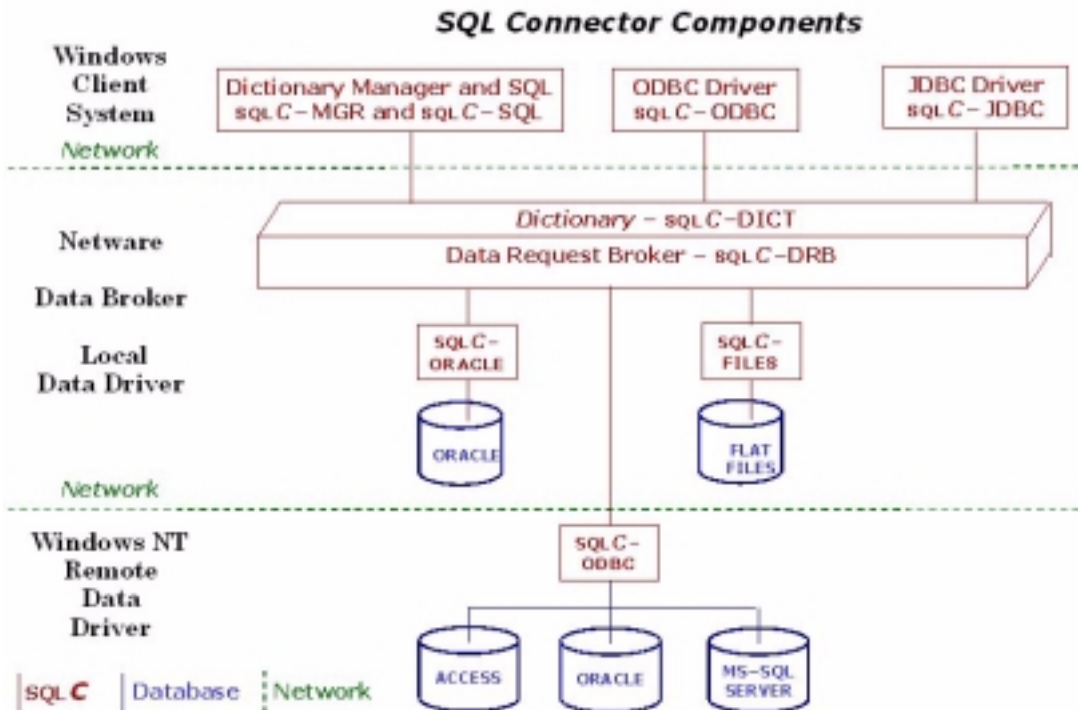 SQL Connector Components
Windows
Client
System
Dictionary Manager and SQL
SQLC-MGR and SQLC-SQL
ODBC Driver
SQLC-ODBC
JDBC Driver
SQLC-JDBC
Network
Dictionary - SQLC-DICT
Data Request Broker - SQLC-DRB
Netware
Data Broker
Local
Data Driver
SQLC-
ORACLE
SQLC-
FILES
ORACLE
FLAT
FILES
Network
Windows NT
Remote
Data
Driver
SQLC-
ODBC
ACCESS
ORACLE
MS-SQL
SERVER
SQLC
Database
Network